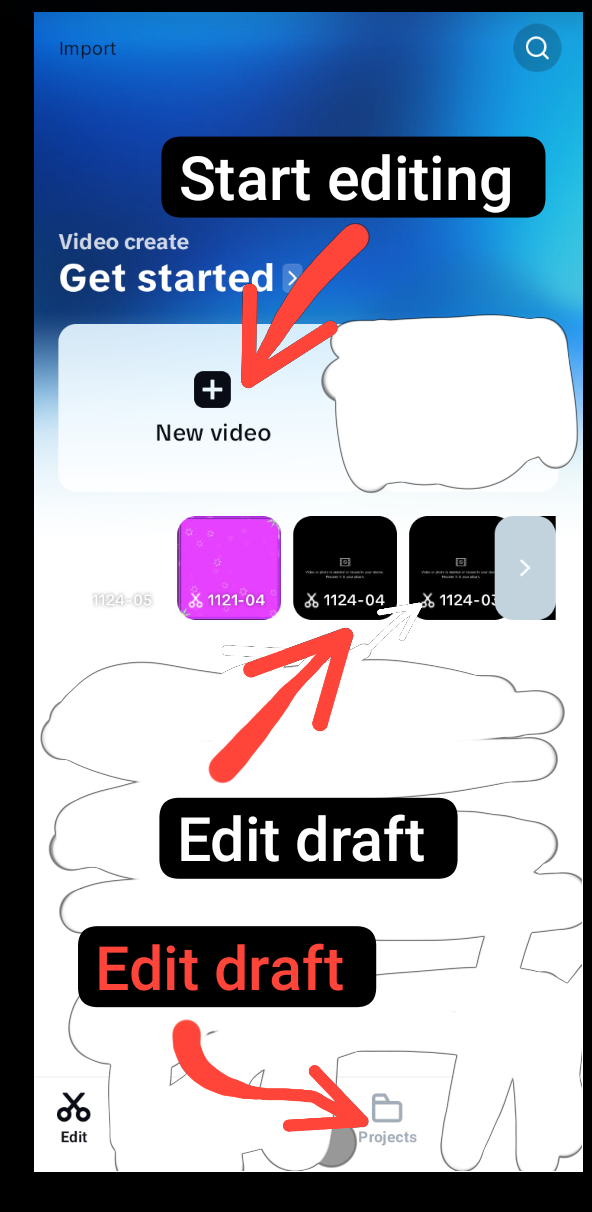 Import
Start editing
Video create
Get started
New video
1124-05
1121-04
1124-04
1124-03
Edit draft
Edit draft
Edit
Projects